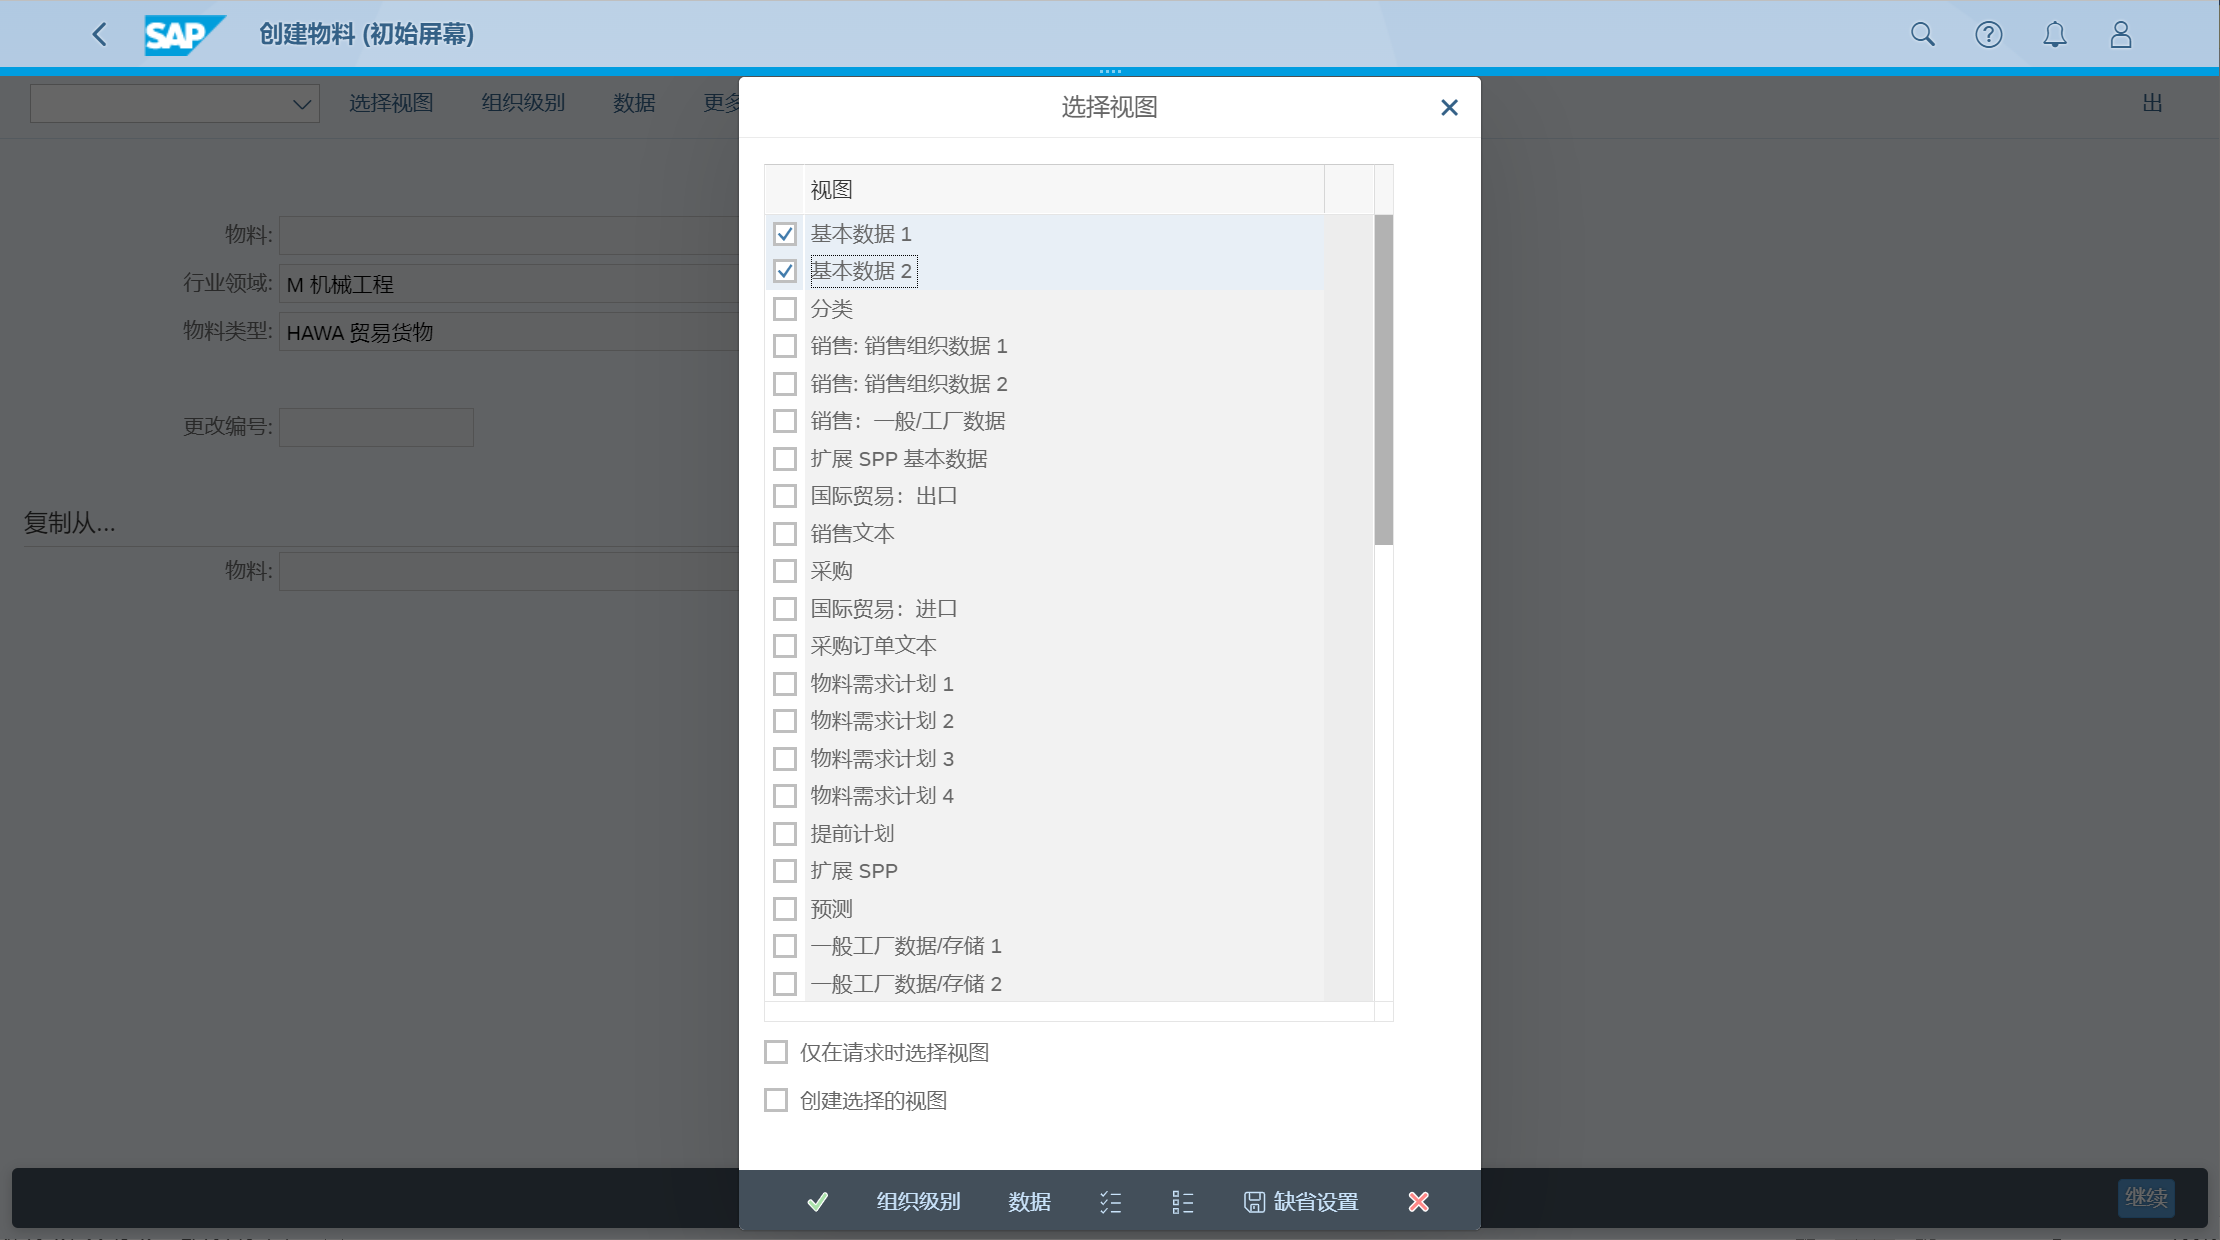 SAP 创建物料 (初始屏幕)
选择视图 组织级别 数据 更多 出
物料:
行业领域: M 机械工程
物料类型: HAWA 贸易货物
更改编号:
复制从...
物料:
选择视图
视图
基本数据 1
基本数据 2
分类
销售: 销售组织数据 1
销售: 销售组织数据 2
销售：一般/工厂数据
扩展 SPP 基本数据
国际贸易：出口
销售文本
采购
国际贸易：进口
采购订单文本
物料需求计划 1
物料需求计划 2
物料需求计划 3
物料需求计划 4
提前计划
扩展 SPP
预测
一般工厂数据/存储 1
一般工厂数据/存储 2
仅在请求时选择视图
创建选择的视图
组织级别 数据 缺省设置
继续